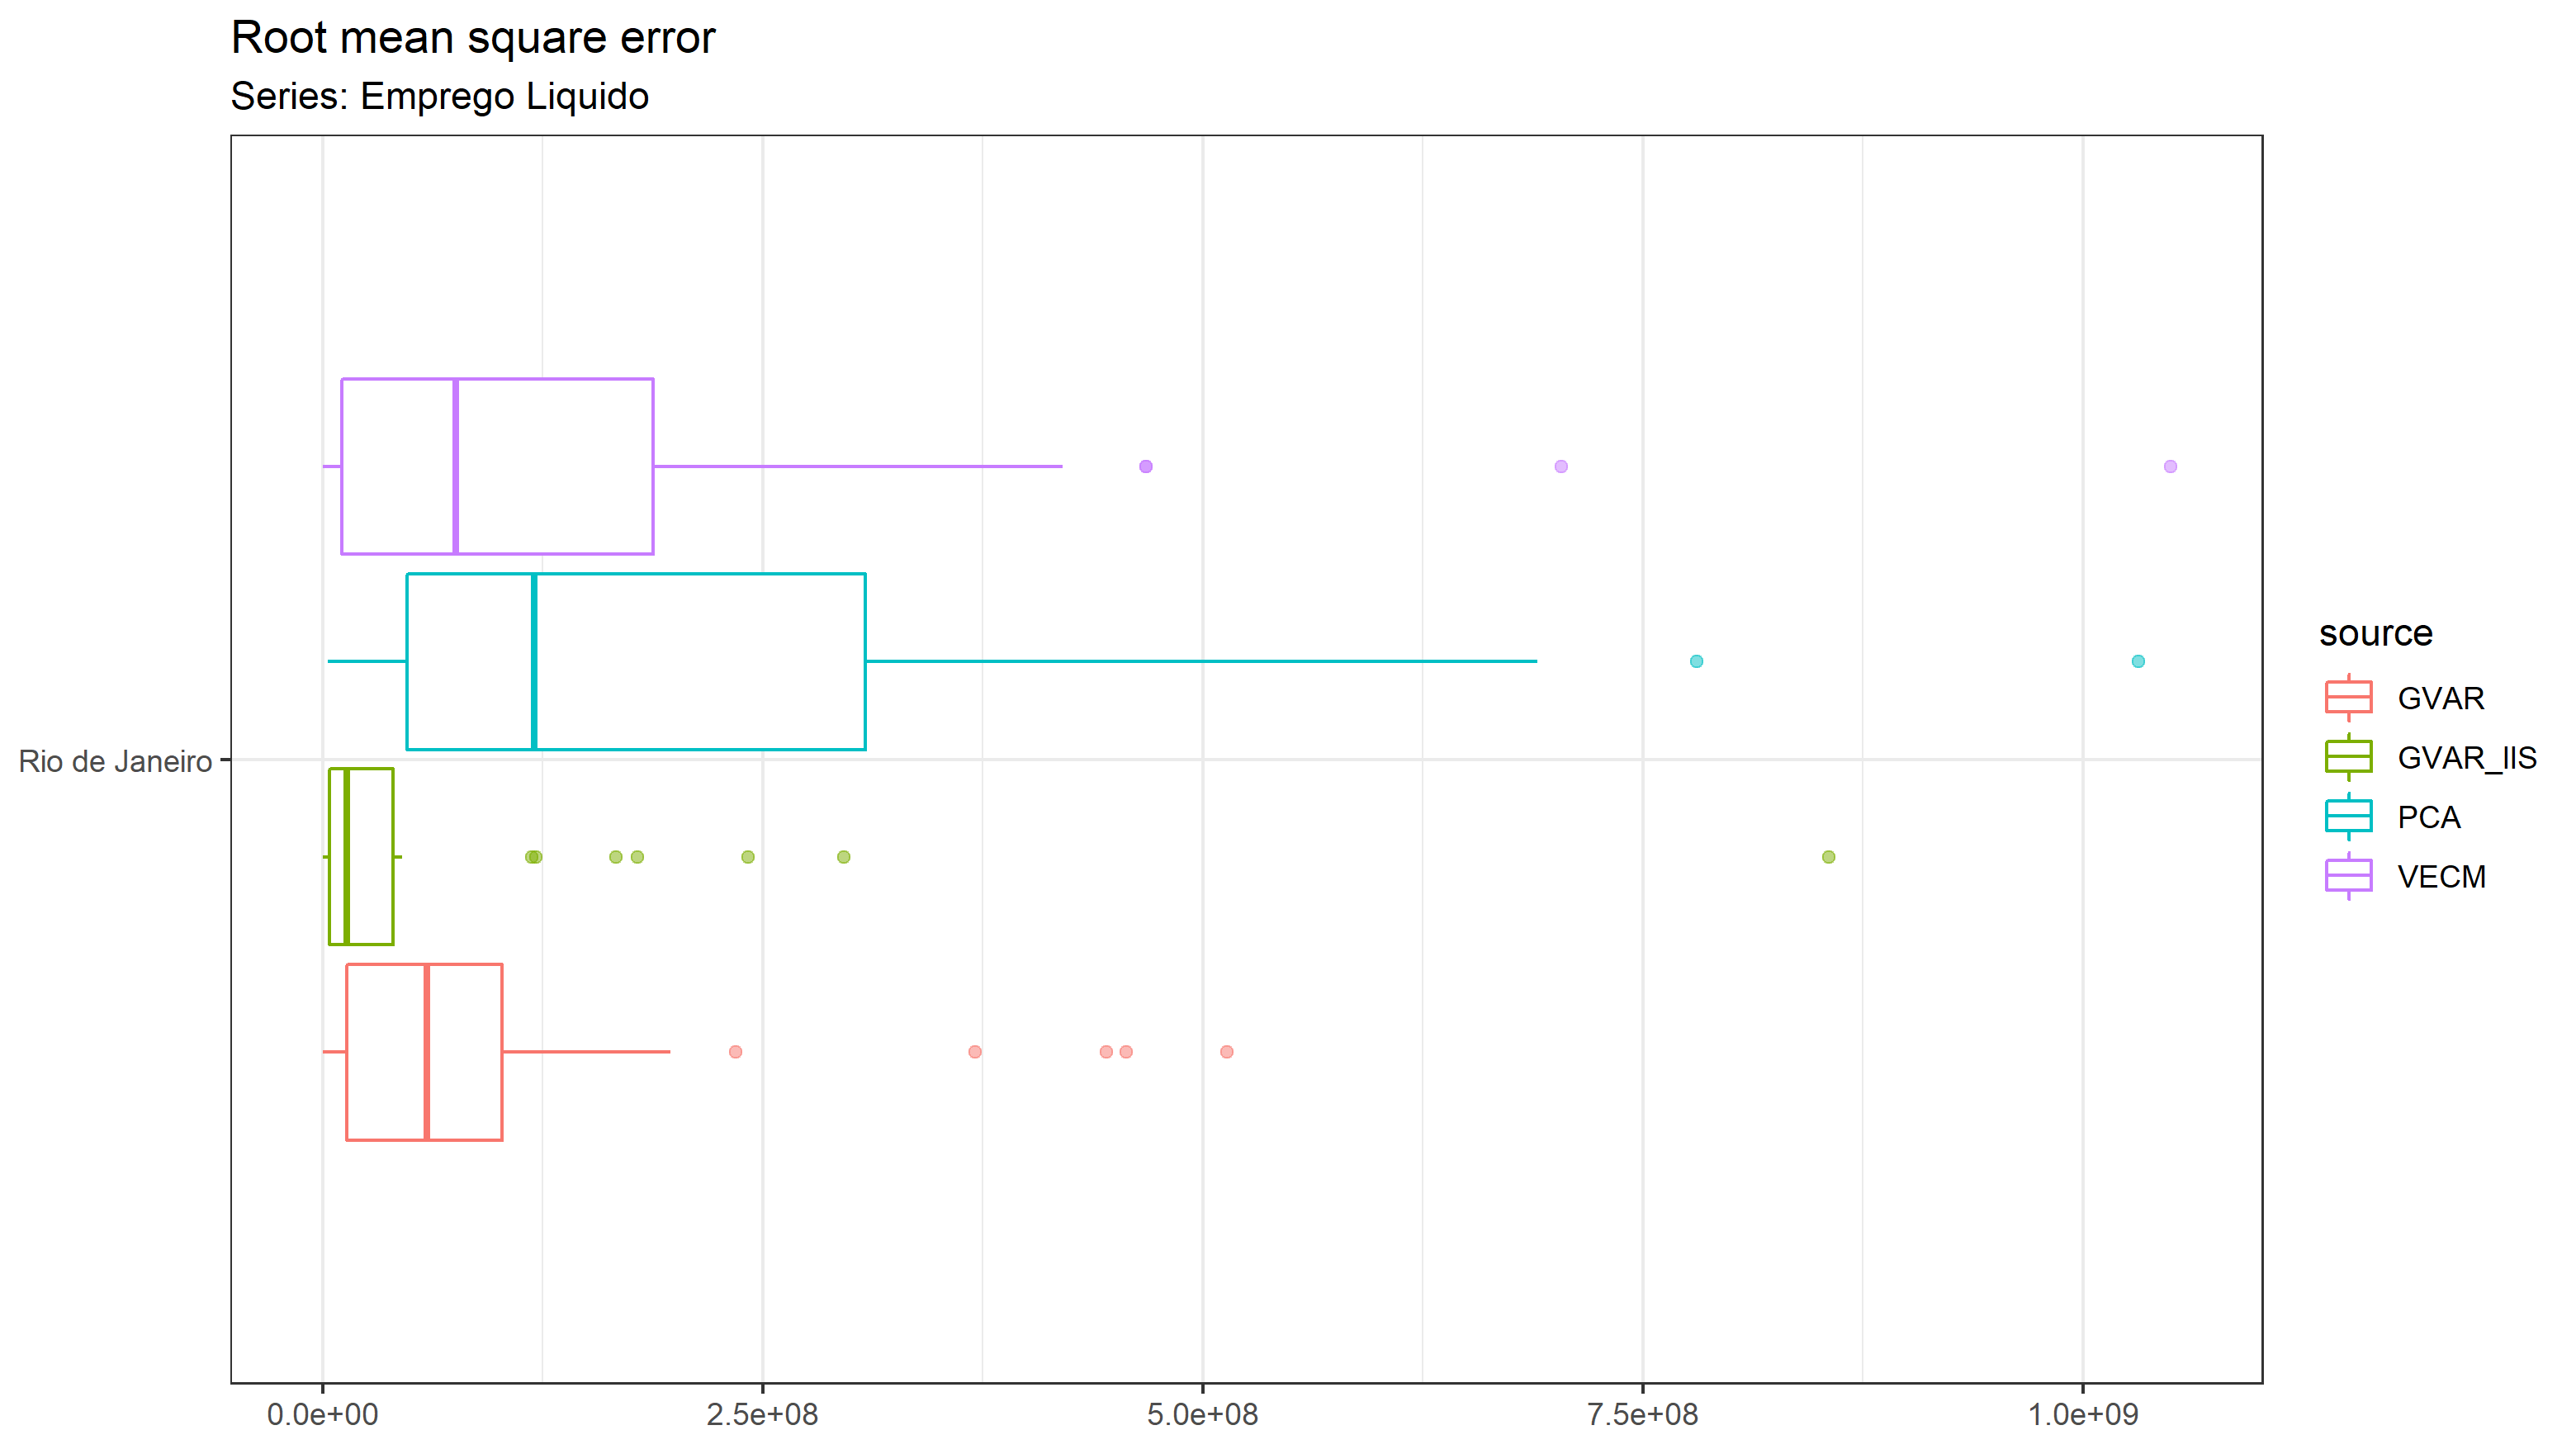 Root mean square error
Series: Emprego Liquido
Rio de Janeiro
0.0e+00
2.5e+08
5.0e+08
7.5e+08
1.0e+09
source
GVAR
GVAR_IIS
PCA
VECM